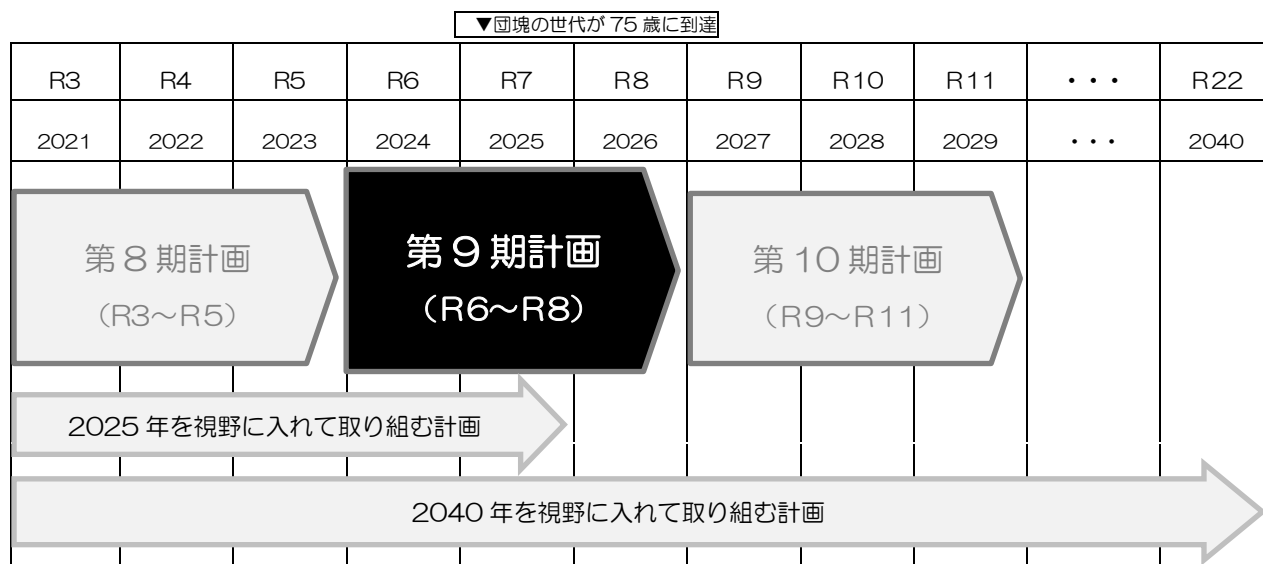 ▼団塊の世代が 75 歳に到達
R3 R4 R5 R6 R7 R8 R9 R10 R11 ・・・ R22
2021 2022 2023 2024 2025 2026 2027 2028 2029 ・・・ 2040
第 8 期計画
（R3～R5）
第 9 期計画
（R6～R8）
第 10 期計画
（R9～R11）
2025 年を視野に入れて取り組む計画
2040 年を視野に入れて取り組む計画